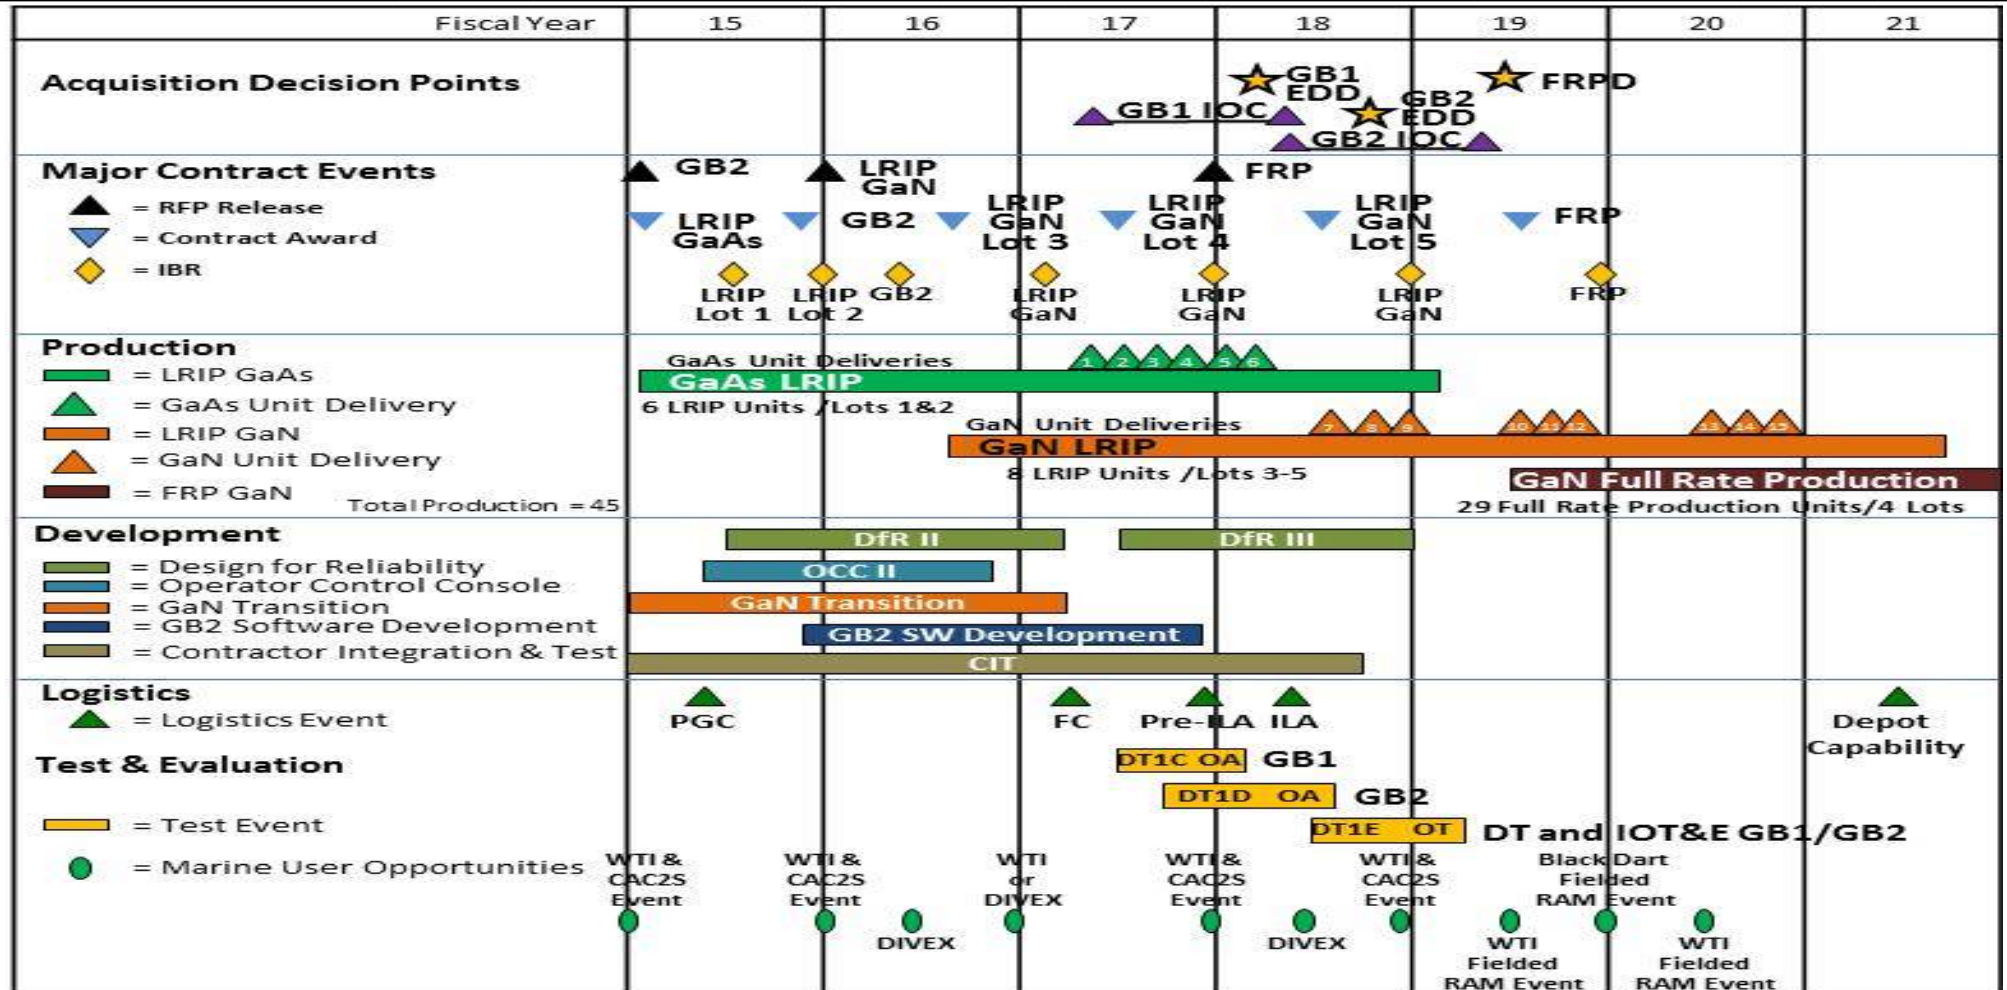 Fiscal Year 15 16 17 18 19 20 21
Acquisition Decision Points
GB1 EDD
FRPD
GB1 IOC
GB2 EDD
GB2 IOC
Major Contract Events
GB2
LRIP GaN
FRP
= RFP Release
= Contract Award
= IBR
LRIP GaAs
GB2
LRIP GaN Lot 3
LRIP GaN Lot 4
LRIP GaN Lot 5
FRP
LRIP Lot 1
LRIP Lot 2
GB2
LRIP GaN
LRIP GaN
LRIP GaN
FRP
Production
= LRIP GaAs
= GaAs Unit Delivery
= LRIP GaN
= GaN Unit Delivery
= FRP GaN
Total Production = 45
GaAs Unit Deliveries
1 2 3 4 5 6
GaAs LRIP
6 LRIP Units /Lots 1&2
GaN Unit Deliveries
7 8 9 10 11 12 13 14 15
GaN LRIP
8 LRIP Units /Lots 3-5
GaN Full Rate Production
29 Full Rate Production Units/4 Lots
Development
= Design for Reliability
= Operator Control Console
= GaN Transition
= GB2 Software Development
= Contractor Integration & Test
DfR II
DfR III
OCC II
GaN Transition
GB2 SW Development
CIT
Logistics
= Logistics Event
PGC
FC
Pre-ILA
ILA
Depot Capability
Test & Evaluation
DT1C OA GB1
DT1D OA GB2
= Test Event
DT1E OT DT and IOT&E GB1/GB2
= Marine User Opportunities
WTI & CAC2S Event
WTI & CAC2S Event
DIVEX
WTI or DIVEX
WTI & CAC2S Event
DIVEX
WTI & CAC2S Event
WTI Fielded RAM Event
Black Dart Fielded RAM Event
WTI Fielded RAM Event